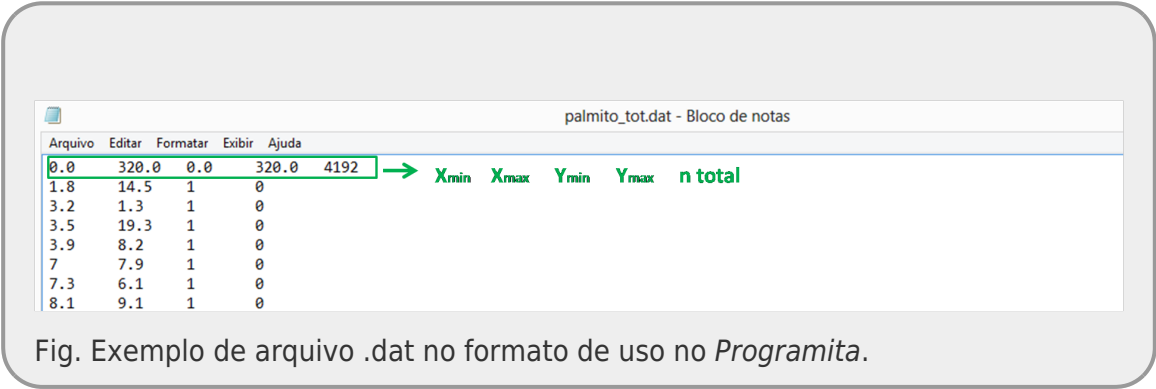 palmito_tot.dat - Bloco de notas
Arquivo Editar Formatar Exibir Ajuda
0.0 320.0 0.0 320.0 4192 Xmin Xmax Ymin Ymax n total
1.8 14.5 1 0
3.2 1.3 1 0
3.5 19.3 1 0
3.9 8.2 1 0
7 7.9 1 0
7.3 6.1 1 0
8.1 9.1 1 0
Fig. Exemplo de arquivo .dat no formato de uso no Programita.